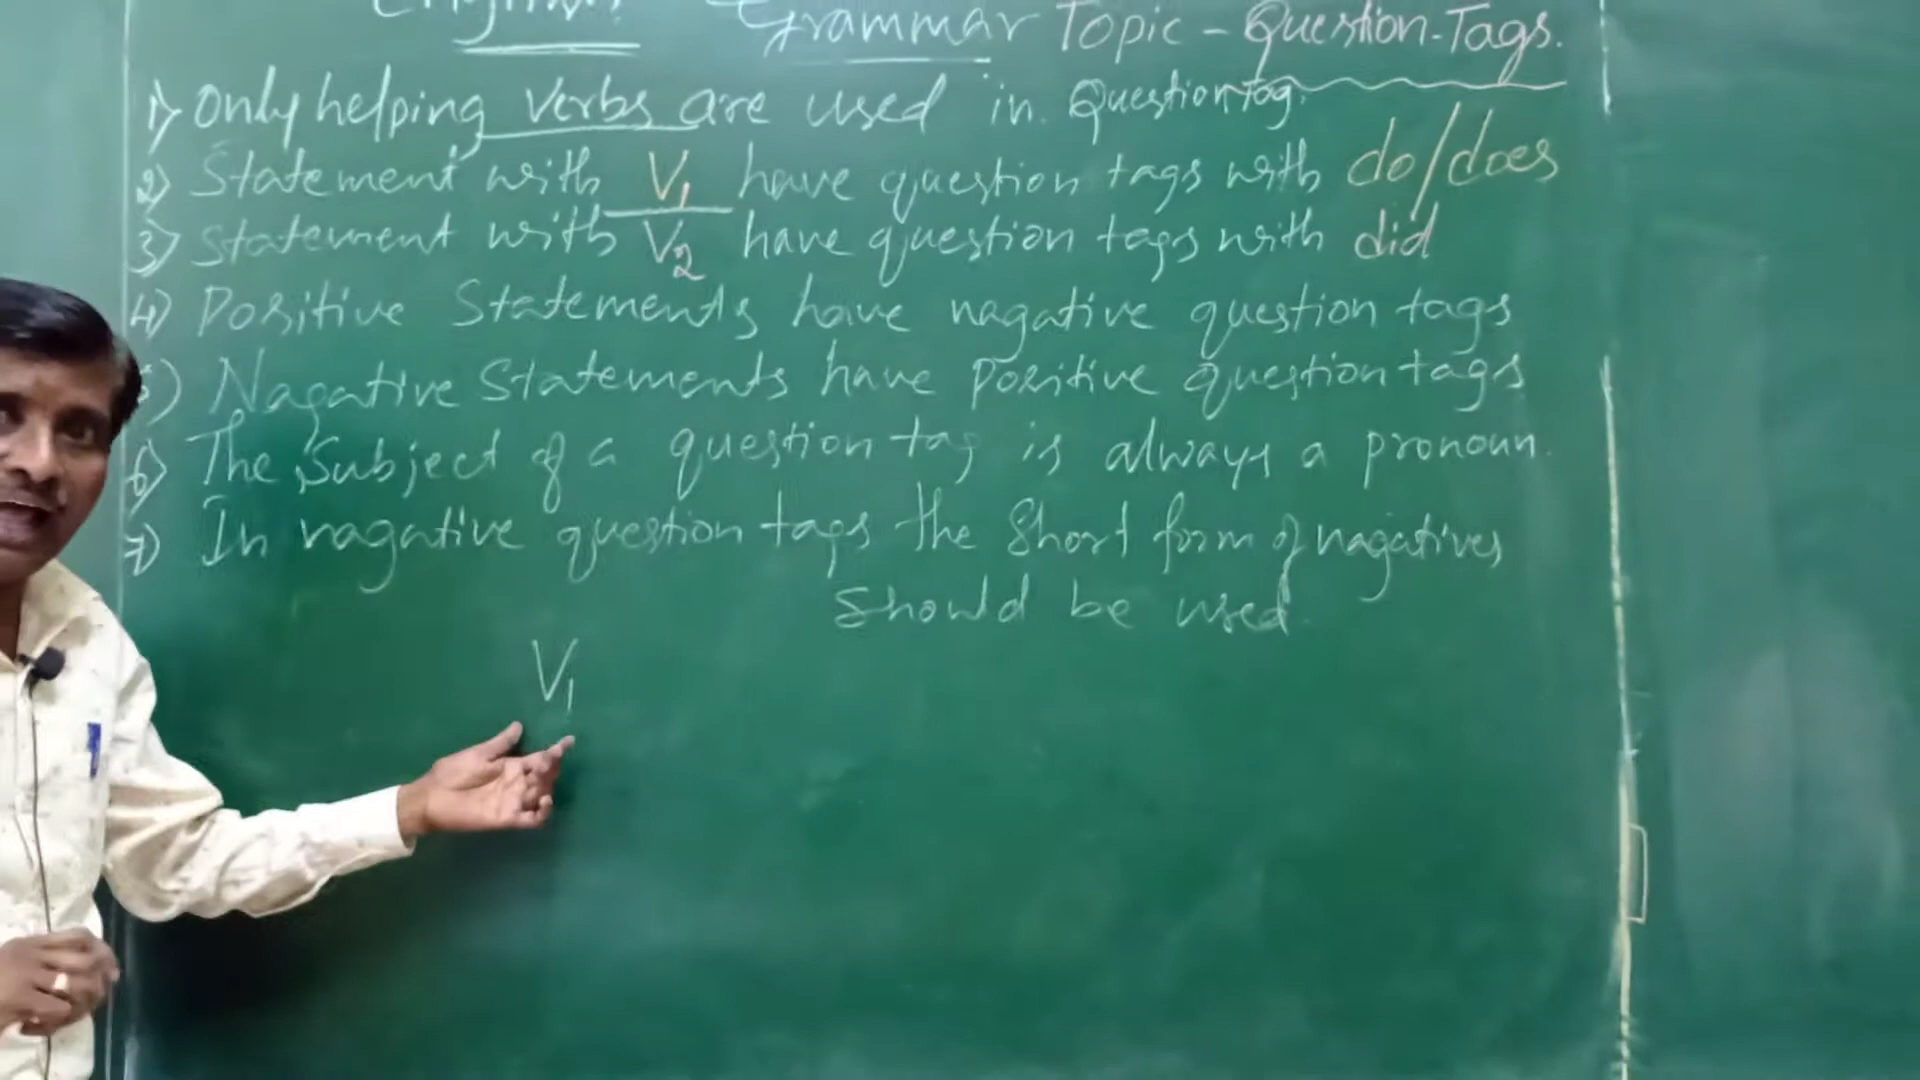 English Grammar Topic - Question-Tags.
1) Only helping verbs are used in Question tag.
2) Statement with V1 have question tags with do/does
3) Statement with V2 have question tags with did
4) Positive Statements have nagative question tags
5) Nagative Statements have positive question tags
6) The Subject of a question tag is always a pronoun.
7) In nagative question tags the Short form of nagatives
Should be used.
V1